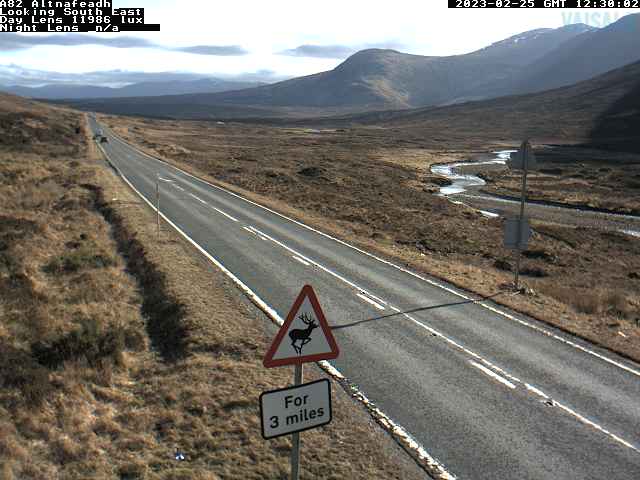 A82 Altnafeadh
Looking South East
Day Lens 11986 lux
Night Lens n/a
2023-02-25 GMT 12:30:02
VAISALA
For
3 miles